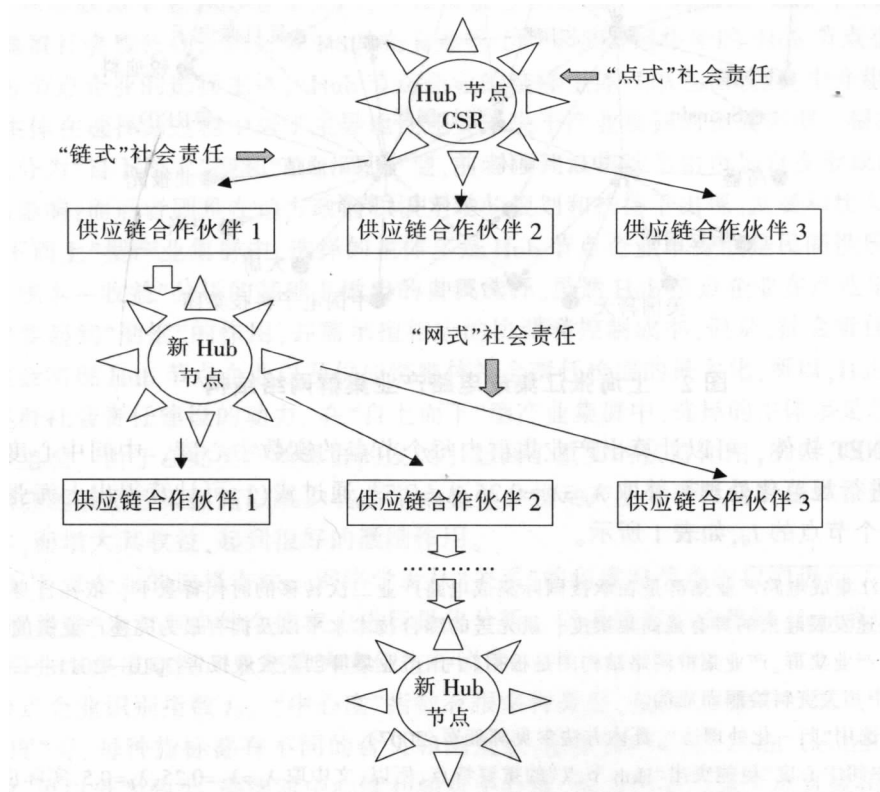 Hub 节点
CSR
“点式”社会责任
“链式”社会责任
供应链合作伙伴 1
供应链合作伙伴 2
供应链合作伙伴 3
新 Hub
节点
“网式”社会责任
供应链合作伙伴 1
供应链合作伙伴 2
供应链合作伙伴 3
………………
新 Hub
节点